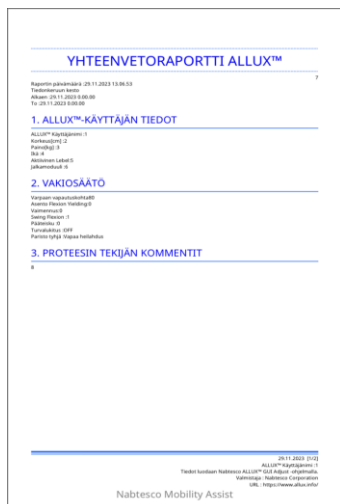 YHTEENVETORAPORTTI ALLUX™
7
Raportin päivämäärä :29.11.2023 13.06.53
Tiedonkeruun kesto
Alkaen :29.11.2023 0.00.00
To :29.11.2023 0.00.00
1. ALLUX™-KÄYTTÄJÄN TIEDOT
ALLUX™ Käyttäjänimi :1
Korkeus[cm] :2
Paino[kg] :3
Ikä :4
Aktiivinen Lebel:5
Jalkamoduuli :6
2. VAKIOSÄÄTÖ
Varpaan vapautuskohta80
Asento Flexion Yielding:0
Vaimennus:0
Swing Flexion :1
Pääteisku :0
Turvalukitus :OFF
Pariisto tyhjä :Vapaa heilahdus
3. PROTEESIN TEKIJÄN KOMMENTIT
8
29.11.2023 [1/2]
ALLUX™ Käyttäjänimi :1
Tiedot luodaan Nabtesco ALLUX™ GUI Adjust -ohjelmalla.
Valmistaja : Nabtesco Corporation
URL : https://www.allux.info/
Nabtesco Mobility Assist